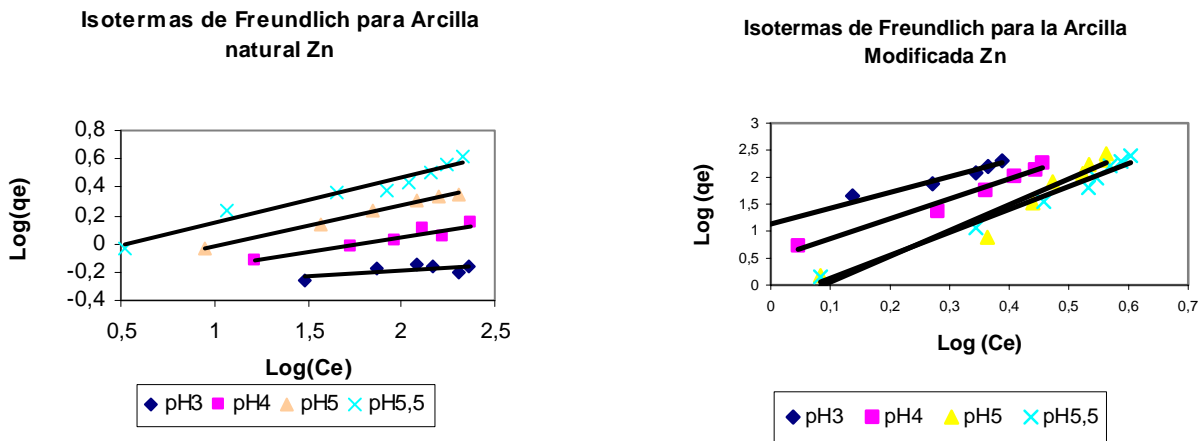 Isotermas de Freundlich para Arcilla
natural Zn
Log(qe)
0,8
0,6
0,4
0,2
0
-0,2
-0,4
0,5
1
1,5
2
2,5
Log(Ce)
pH3
pH4
pH5
pH5,5
Isotermas de Freundlich para la Arcilla
Modificada Zn
Log(qe)
3
2,5
2
1,5
1
0,5
0
0
0,1
0,2
0,3
0,4
0,5
0,6
0,7
Log (Ce)
pH3
pH4
pH5
pH5,5